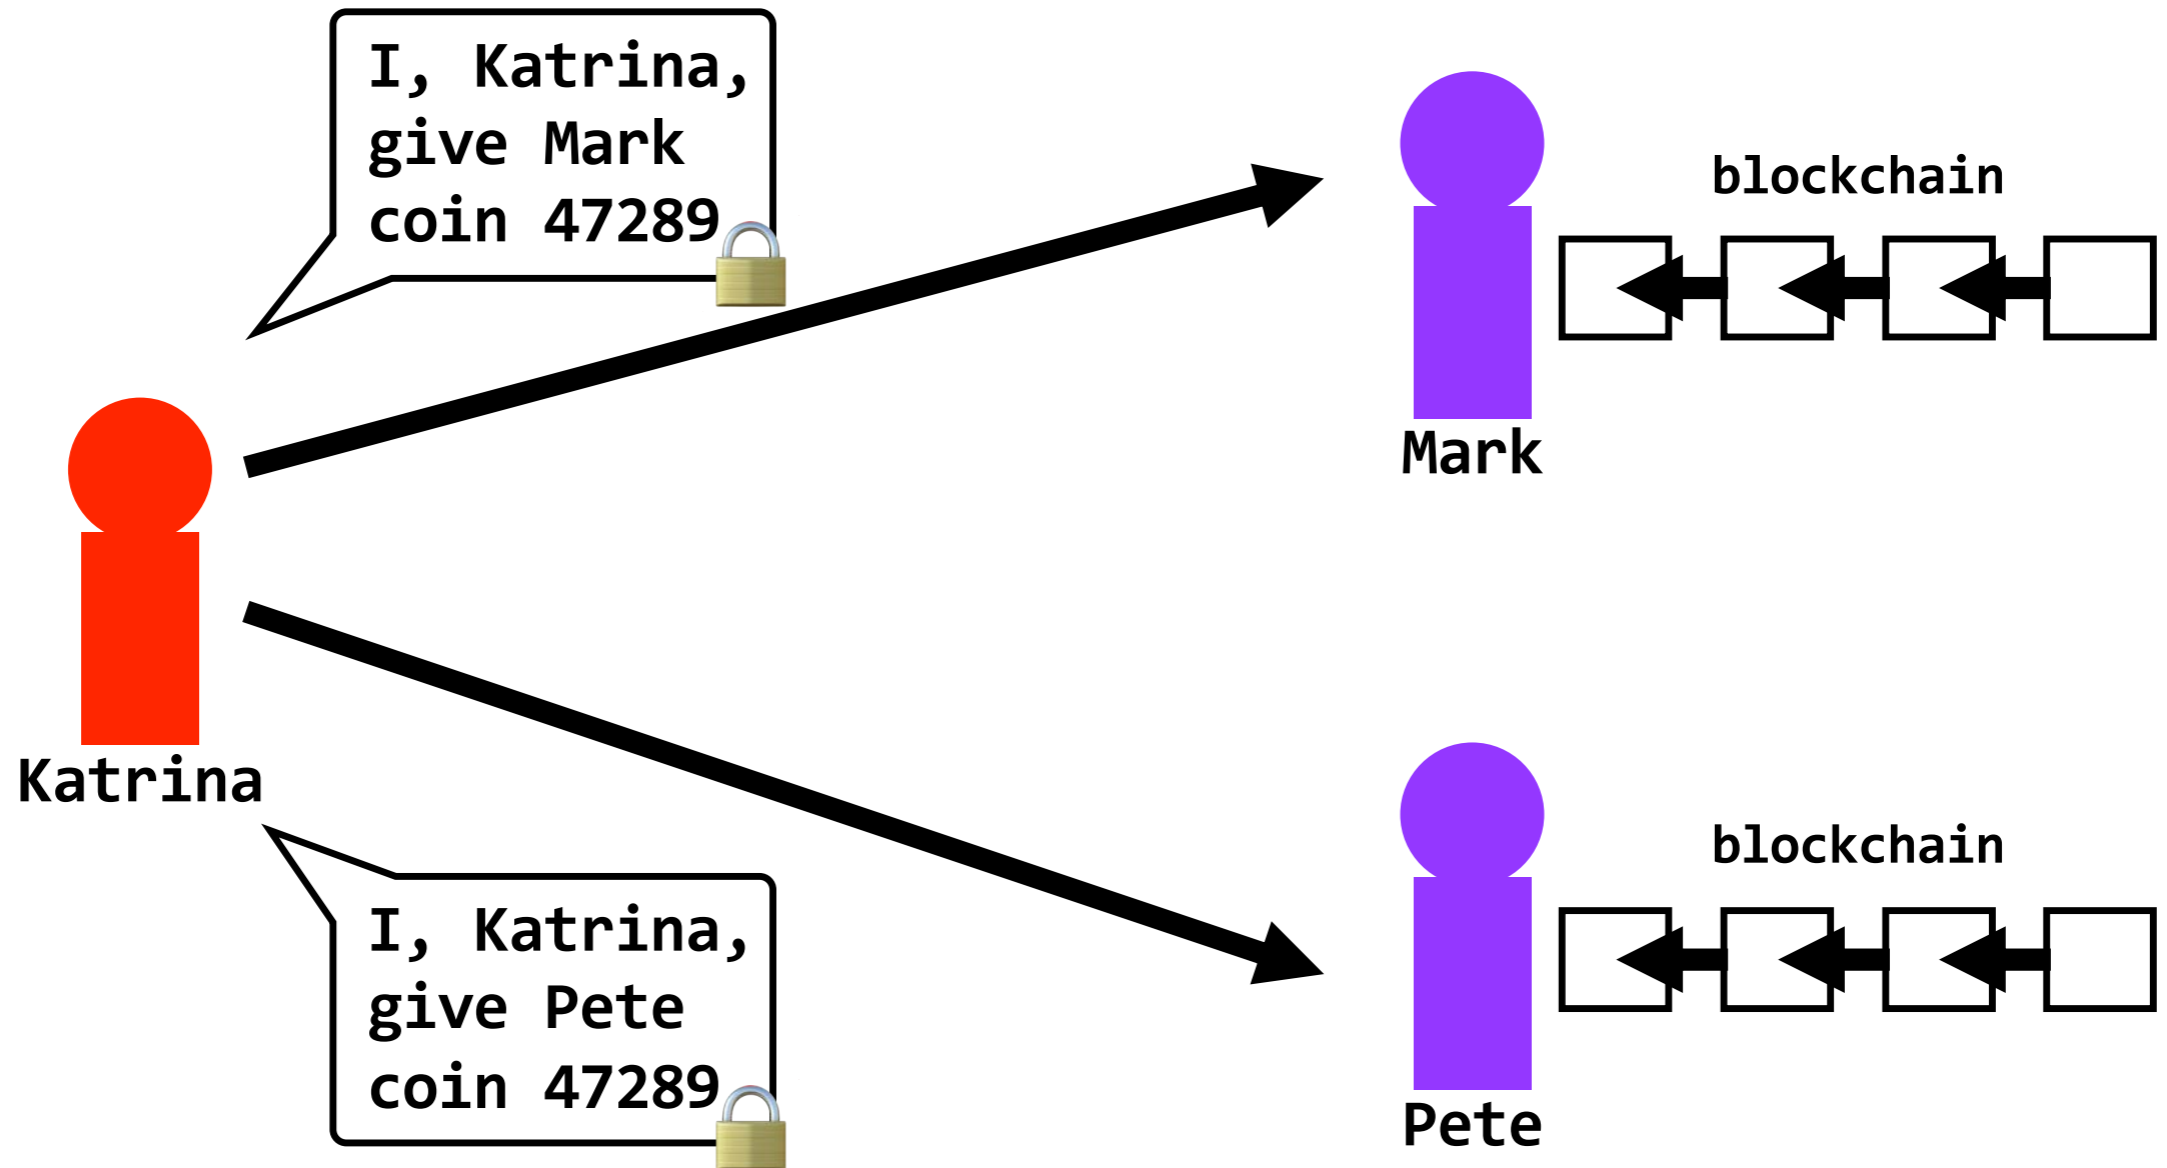 I, Katrina,
give Mark
coin 47289
blockchain
Mark
Katrina
blockchain
I, Katrina,
give Pete
coin 47289
Pete